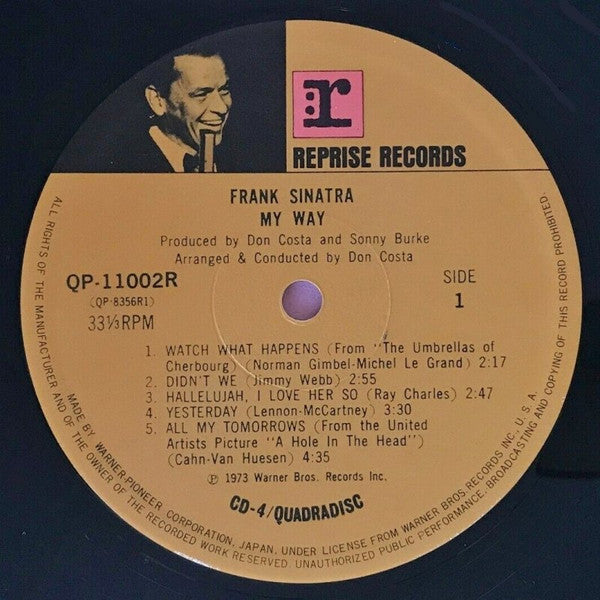 r
REPRISE RECORDS
FRANK SINATRA
MY WAY
Produced by Don Costa and Sonny Burke
Arranged & Conducted by Don Costa
QP-11002R
(QP-8356R1)
33⅓RPM
SIDE
1
1. WATCH WHAT HAPPENS (From "The Umbrellas of
Cherbourg) (Norman Gimbel-Michel Le Grand) 2:17
2. DIDN'T WE (Jimmy Webb) 2:55
3. HALLELUJAH, I LOVE HER SO (Ray Charles) 2:47
4. YESTERDAY (Lennon-McCartney) 3:30
5. ALL MY TOMORROWS (From the United
Artists Picture "A Hole In The Head")
(Cahn-Van Huesen) 4:35
Ⓟ 1973 Warner Bros. Records Inc.
CD-4/QUADRADISC
MADE BY WARNER-PIONEER CORPORATION, JAPAN, UNDER LICENSE FROM WARNER BROS. RECORDS INC., U.S.A.
ALL RIGHTS OF THE MANUFACTURER AND OF THE OWNER OF THE RECORDED WORK RESERVED. UNAUTHORIZED PUBLIC PERFORMANCE, BROADCASTING AND COPYING OF THIS RECORD PROHIBITED.